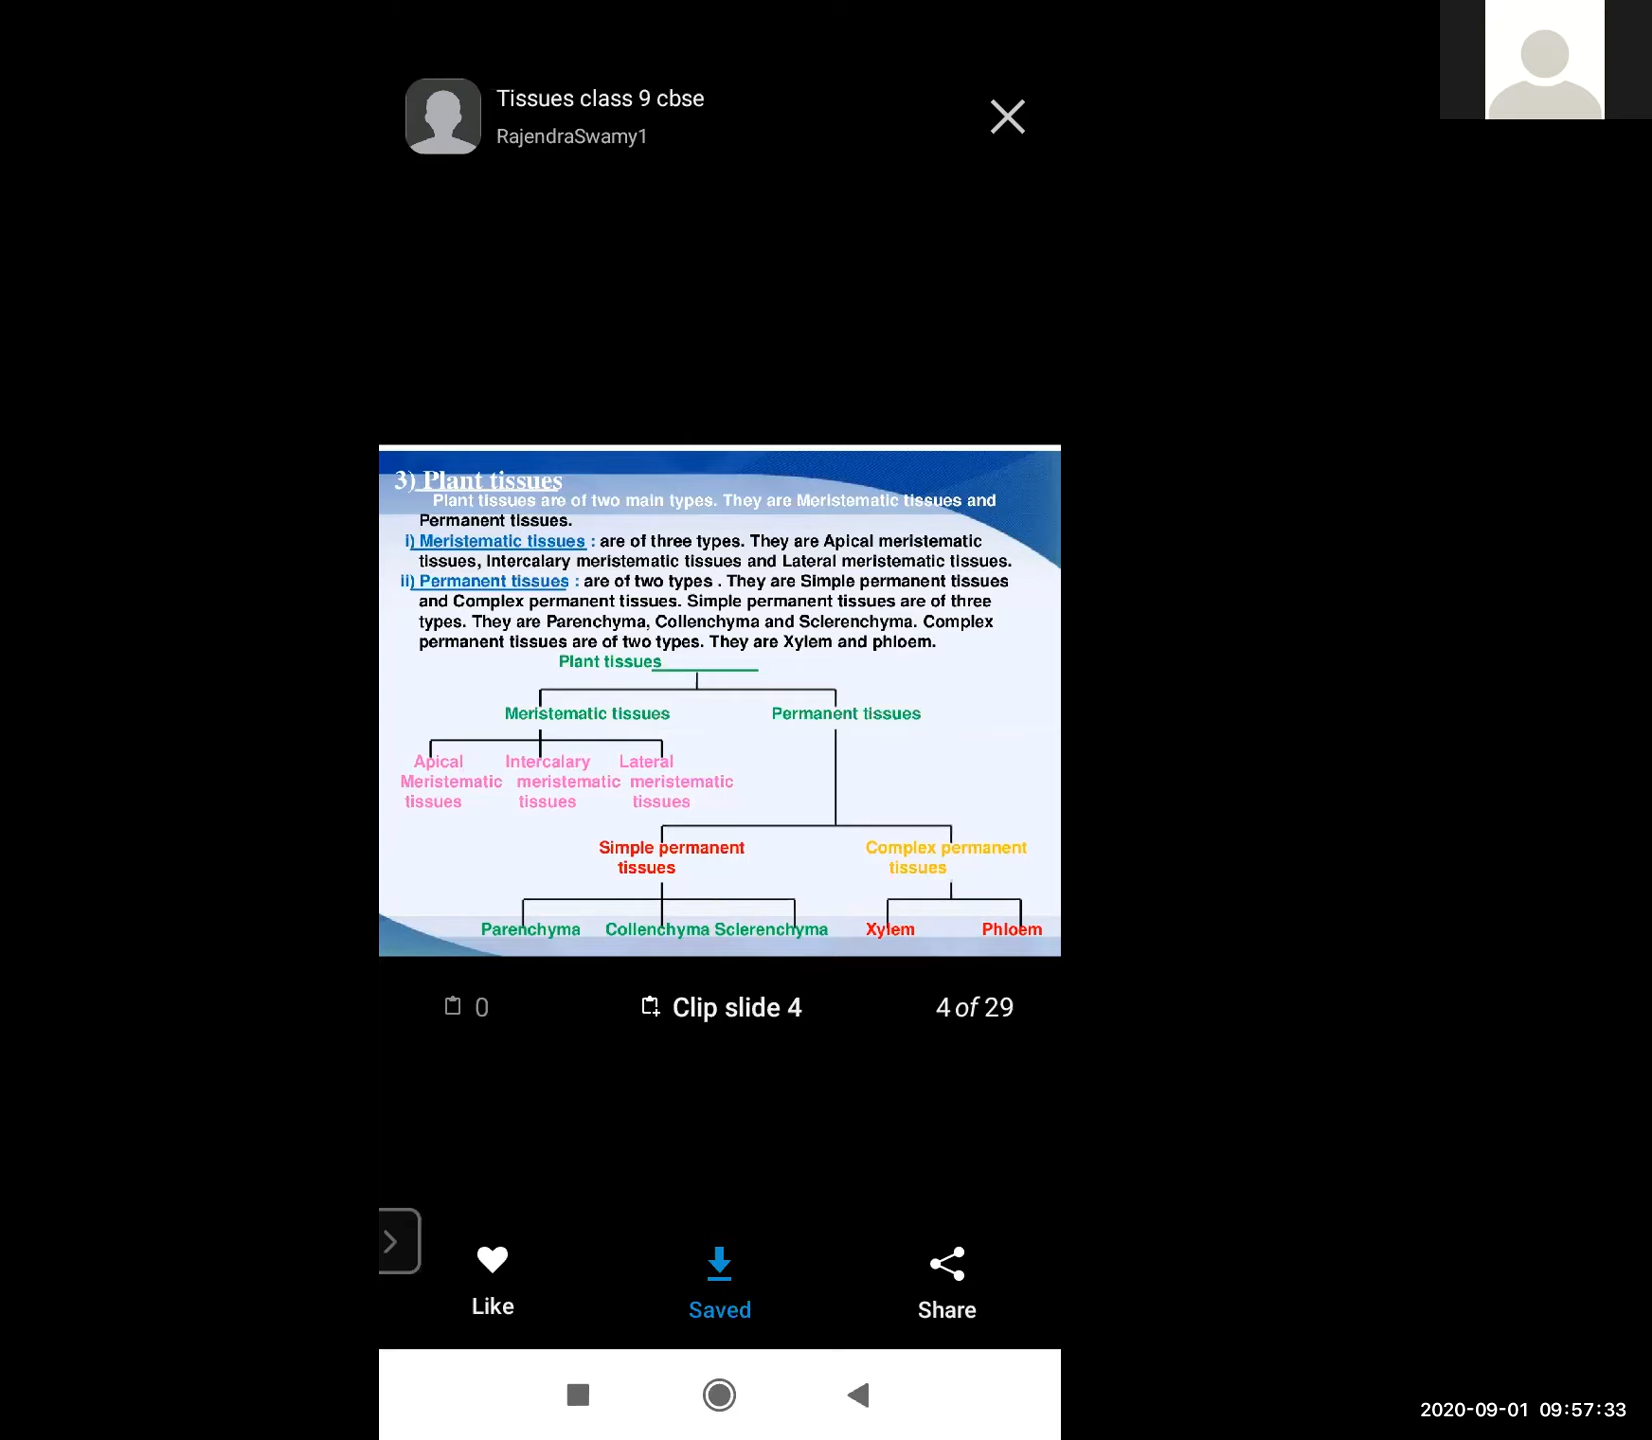 Tissues class 9 cbse
RajendraSwamy1
3) Plant tissues
Plant tissues are of two main types. They are Meristematic tissues and
Permanent tissues.
i) Meristematic tissues : are of three types. They are Apical meristematic
tissues, Intercalary meristematic tissues and Lateral meristematic tissues.
ii) Permanent tissues : are of two types . They are Simple permanent tissues
and Complex permanent tissues. Simple permanent tissues are of three
types. They are Parenchyma, Collenchyma and Sclerenchyma. Complex
permanent tissues are of two types. They are Xylem and phloem.
Plant tissues
Meristematic tissues Permanent tissues
Apical Intercalary Lateral
Meristematic meristematic meristematic
tissues tissues tissues
Simple permanent Complex permanent
tissues tissues
Parenchyma Collenchyma Sclerenchyma Xylem Phloem
0 Clip slide 4 4 of 29
Like Saved Share
2020-09-01 09:57:33